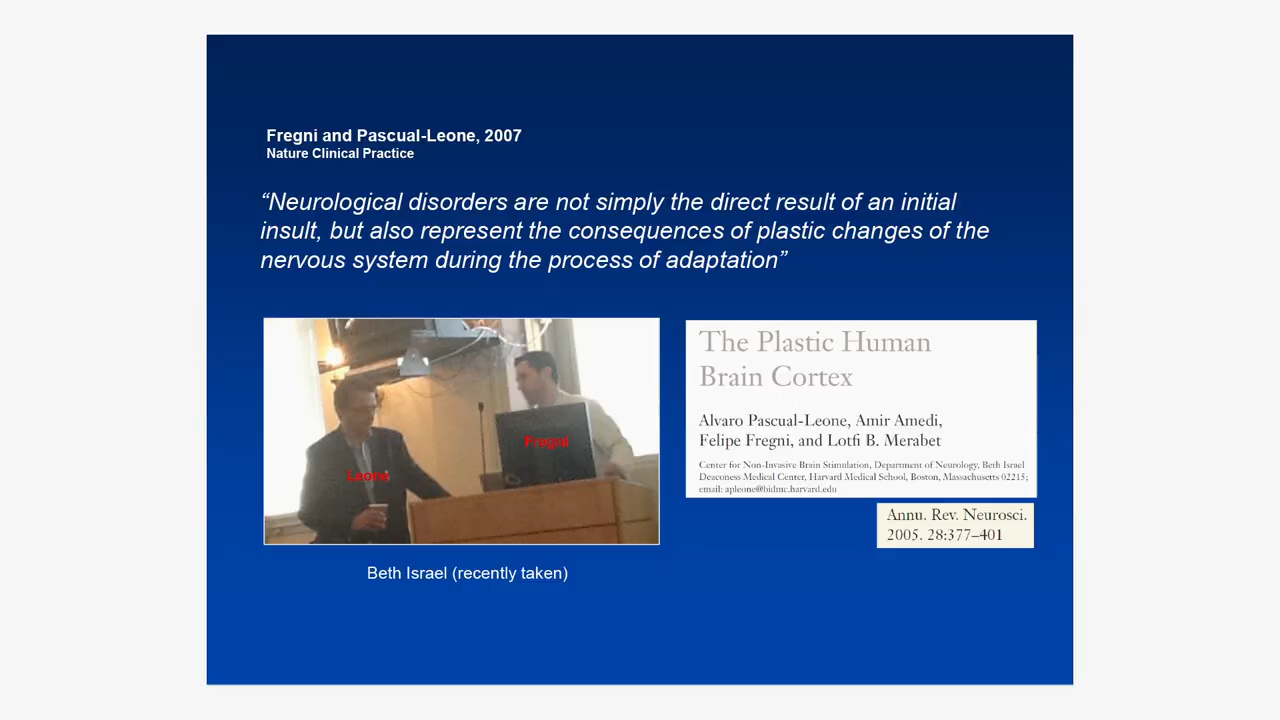 Fregni and Pascual-Leone, 2007
Nature Clinical Practice
“Neurological disorders are not simply the direct result of an initial
insult, but also represent the consequences of plastic changes of the
nervous system during the process of adaptation”
Fregni
Leone
Beth Israel (recently taken)
The Plastic Human
Brain Cortex
Alvaro Pascual-Leone, Amir Amedi,
Felipe Fregni, and Lotfi B. Merabet
Center for Non-Invasive Brain Stimulation, Department of Neurology, Beth Israel
Deaconess Medical Center, Harvard Medical School, Boston, Massachusetts 02215;
email: apleone@bidmc.harvard.edu
Annu. Rev. Neurosci.
2005. 28:377–401